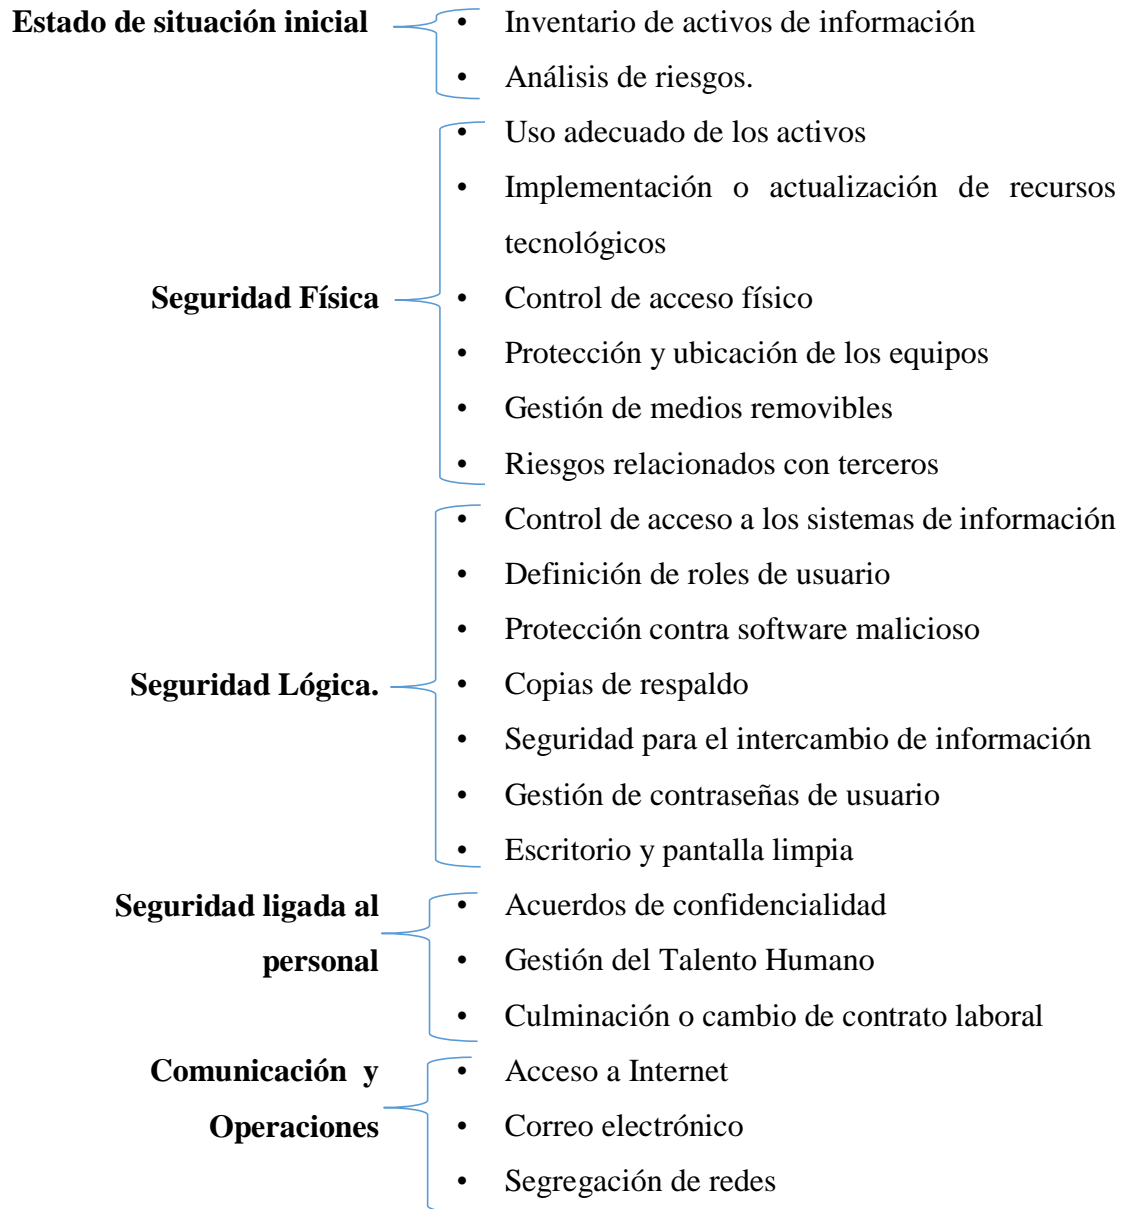 Estado de situación inicial
• Inventario de activos de información
• Análisis de riesgos.
Seguridad Física
• Uso adecuado de los activos
• Implementación o actualización de recursos
tecnológicos
• Control de acceso físico
• Protección y ubicación de los equipos
• Gestión de medios removibles
• Riesgos relacionados con terceros
Seguridad Lógica.
• Control de acceso a los sistemas de información
• Definición de roles de usuario
• Protección contra software malicioso
• Copias de respaldo
• Seguridad para el intercambio de información
• Gestión de contraseñas de usuario
• Escritorio y pantalla limpia
Seguridad ligada al
personal
• Acuerdos de confidencialidad
• Gestión del Talento Humano
• Culminación o cambio de contrato laboral
Comunicación y
Operaciones
• Acceso a Internet
• Correo electrónico
• Segregación de redes